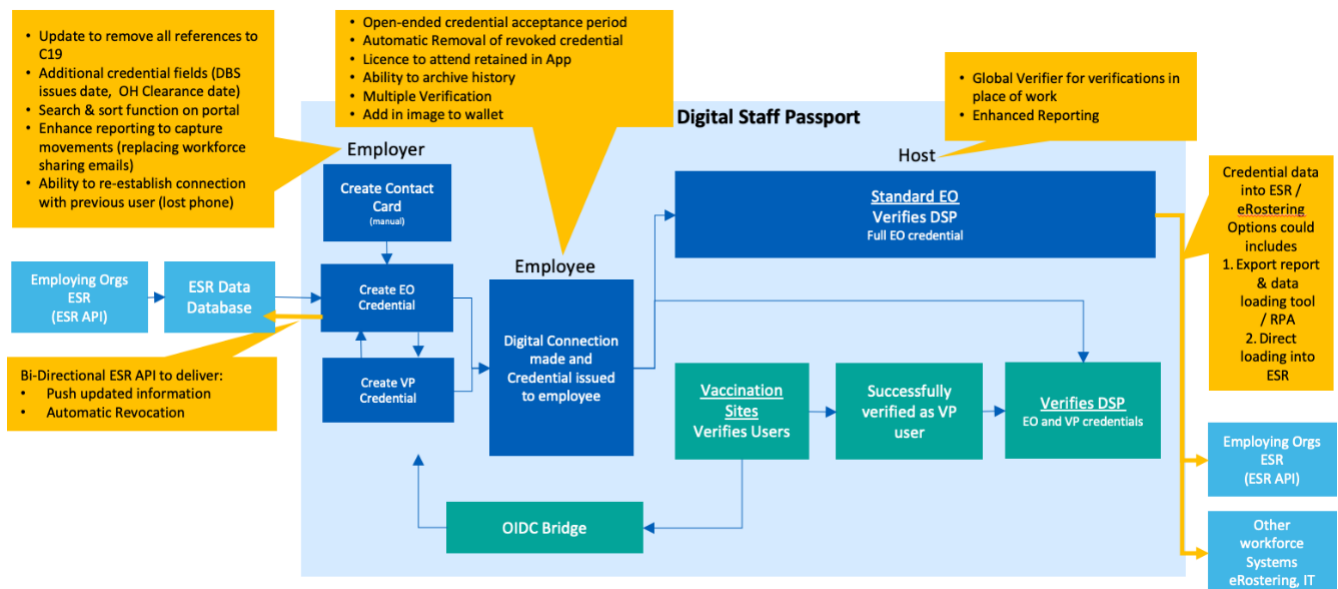 • Update to remove all references to
C19
• Additional credential fields (DBS
issues date, OH Clearance date)
• Search & sort function on portal
• Enhance reporting to capture
movements (replacing workforce
sharing emails)
• Ability to re-establish connection
with previous user (lost phone)
• Open-ended credential acceptance period
• Automatic Removal of revoked credential
• Licence to attend retained in App
• Ability to archive history
• Multiple Verification
• Add in image to wallet
• Global Verifier for verifications in
place of work
• Enhanced Reporting
Digital Staff Passport
Employer
Host
Create Contact
Card
(manual)
Standard EO
Verifies DSP
Full EO credential
Credential data
into ESR /
eRostering
Options could
includes
1. Export report
& data
loading tool
/ RPA
2. Direct
loading into
ESR
Employee
Employing Orgs
ESR
(ESR API)
ESR Data
Database
Create EO
Credential
Digital Connection
made and
Credential issued
to employee
Bi-Directional ESR API to deliver:
• Push updated information
• Automatic Revocation
Create VP
Credential
Vaccination
Sites
Verifies Users
Successfully
verified as VP
user
Verifies DSP
EO and VP credentials
Employing Orgs
ESR
(ESR API)
OIDC Bridge
Other
workforce
Systems
eRostering, IT